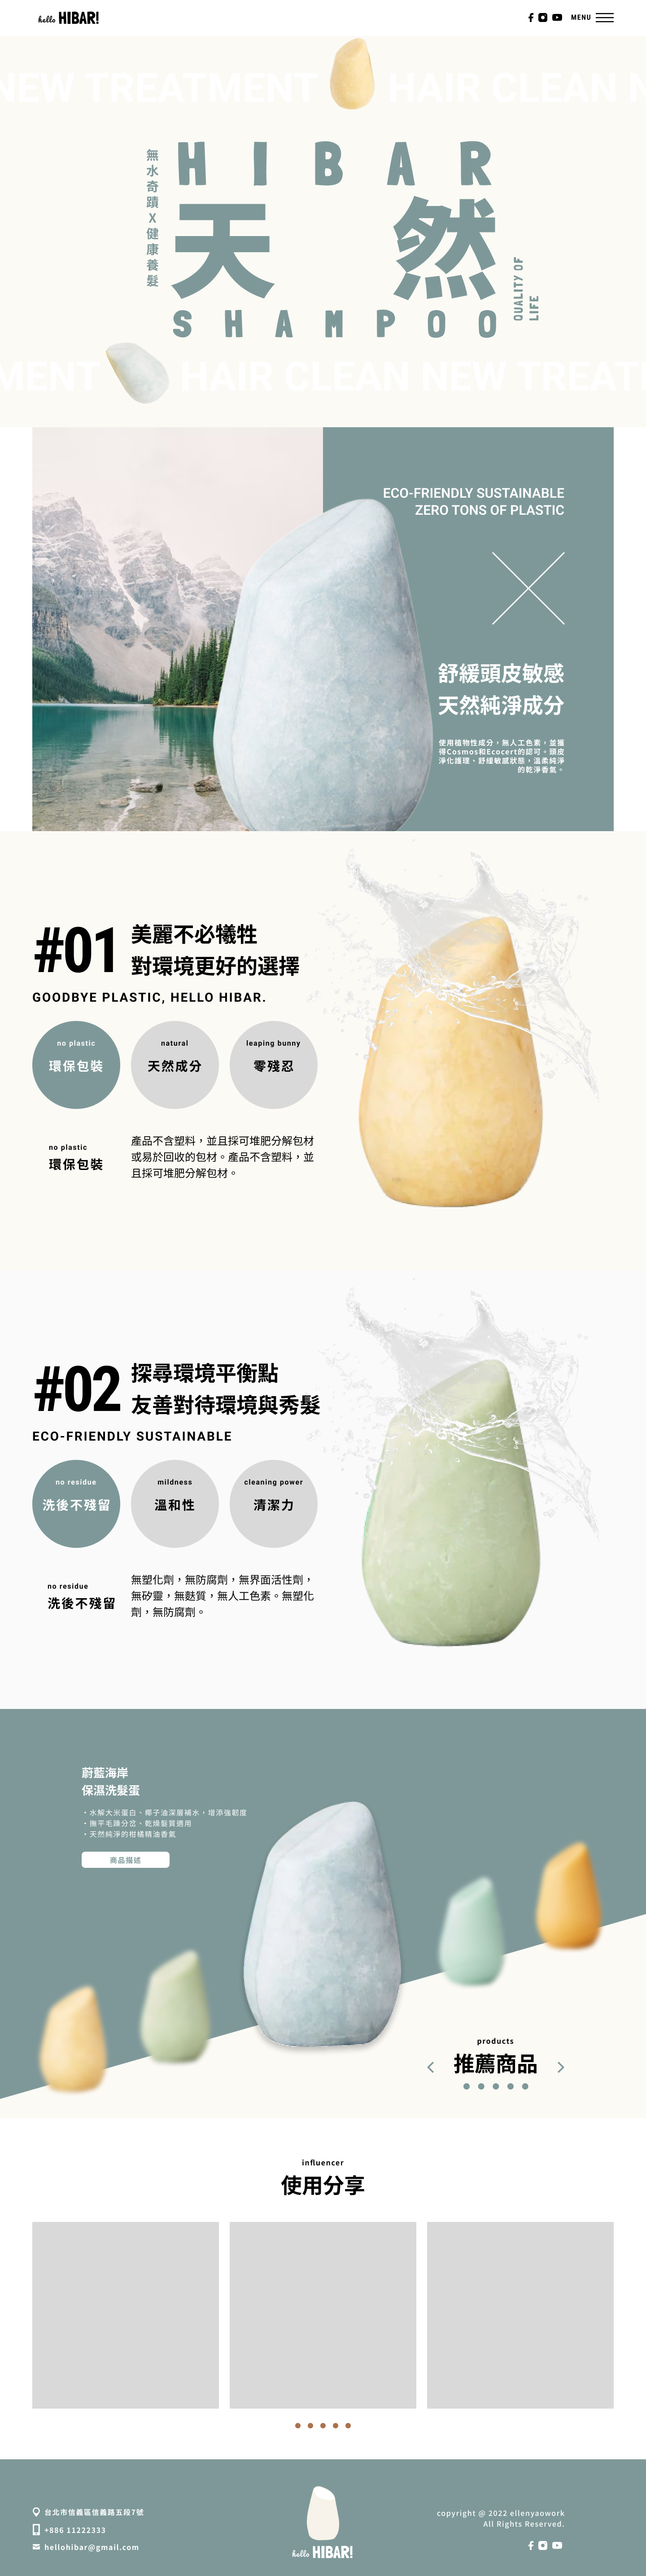 hello HIBAR!
MENU
NEW TREATMENT HAIR CLEAN N
無水奇蹟X健康養髮
HIBAR
天然
SHAMPOO
QUALITY OF
LIFE
MENT HAIR CLEAN NEW TREAT
ECO-FRIENDLY SUSTAINABLE
ZERO TONS OF PLASTIC
舒緩頭皮敏感
天然純淨成分
使用植物性成分，無人工色素，並獲
得Cosmos和Ecocert的認可。頭皮
淨化護理、舒緩敏感狀態，溫柔純淨
的乾淨香氣。
#01
美麗不必犧牲
對環境更好的選擇
GOODBYE PLASTIC, HELLO HIBAR.
no plastic
環保包裝
natural
天然成分
leaping bunny
零殘忍
no plastic
環保包裝
產品不含塑料，並且採可堆肥分解包材
或易於回收的包材。產品不含塑料，並
且採可堆肥分解包材。
#02
探尋環境平衡點
友善對待環境與秀髮
ECO-FRIENDLY SUSTAINABLE
no residue
洗後不殘留
mildness
溫和性
cleaning power
清潔力
no residue
洗後不殘留
無塑化劑，無防腐劑，無界面活性劑，
無矽靈，無麩質，無人工色素。無塑化
劑，無防腐劑。
蔚藍海岸
保濕洗髮蛋
・水解大米蛋白、椰子油深層補水，增添強韌度
・撫平毛躁分岔、乾燥髮質適用
・天然純淨的柑橘精油香氣
商品描述
products
推薦商品
influencer
使用分享
台北市信義區信義路五段7號
+886 11222333
hellohibar@gmail.com
hello HIBAR!
copyright @ 2022 ellenyaowork
All Rights Reserved.